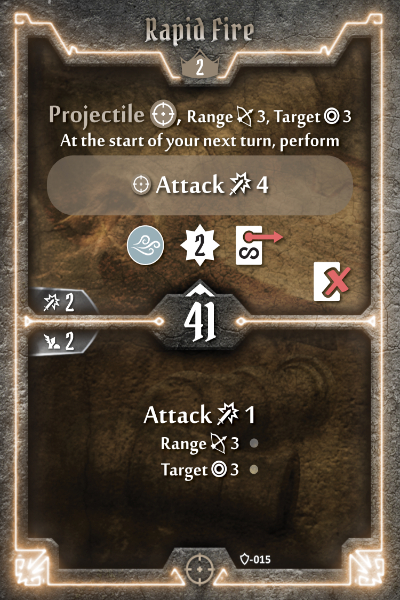 Rapid Fire
2
Projectile , Range 3, Target 3
At the start of your next turn, perform
Attack 4
2
2
41
2
Attack 1
Range 3
Target 3
-015